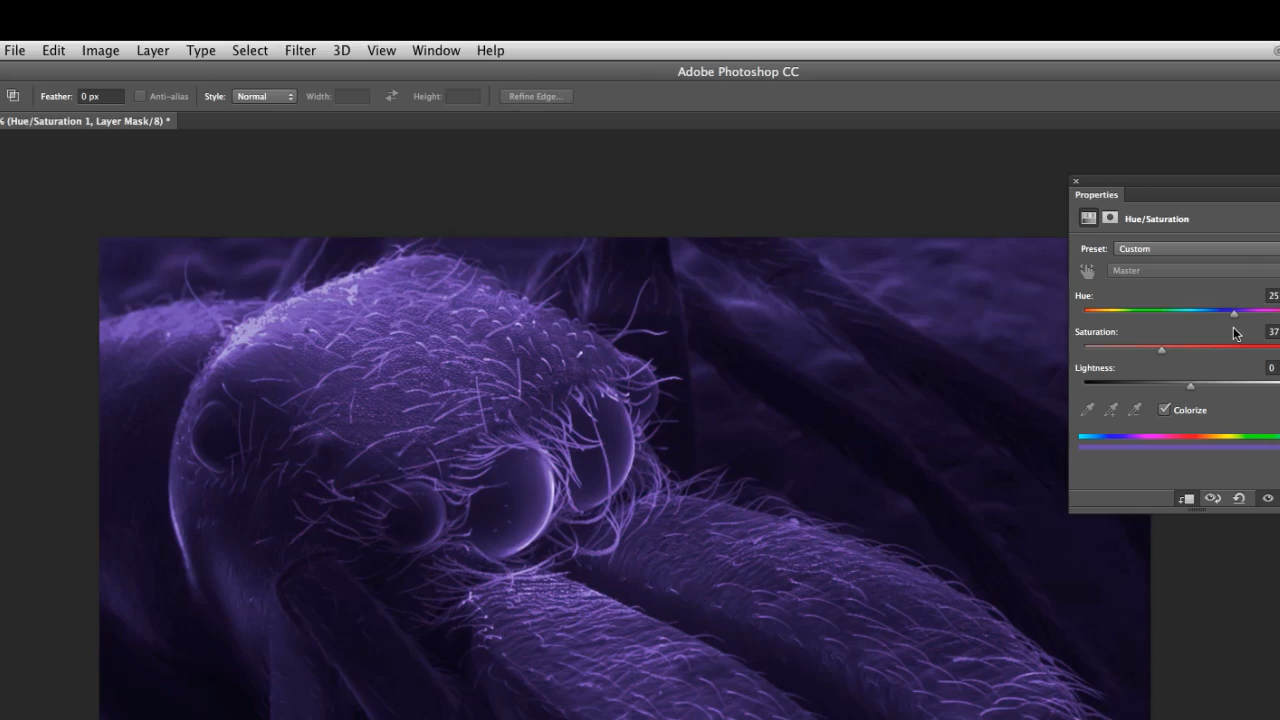 File Edit Image Layer Type Select Filter 3D View Window Help
Adobe Photoshop CC
Feather: 0 px Anti-alias Style: Normal Width: Height: Refine Edge...
% (Hue/Saturation 1, Layer Mask/8) *
Properties
Hue/Saturation
Preset: Custom
Master
Hue: 25
Saturation: 37
Lightness: 0
Colorize